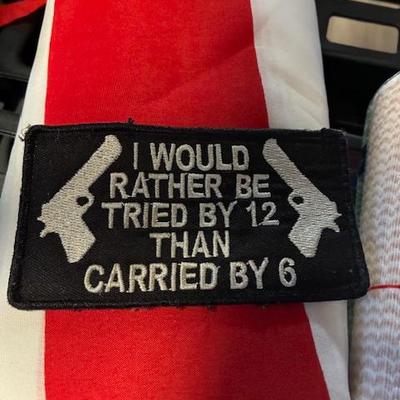 I WOULD
RATHER BE
TRIED BY 12
THAN
CARRIED BY 6